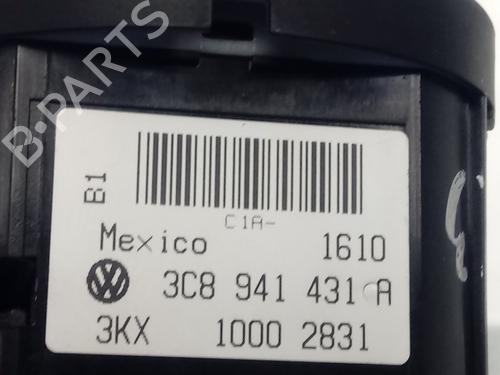 B-PARTS
B1
C1A-
Mexico 1610
3C8 941 431 A
3KX 1000 2831